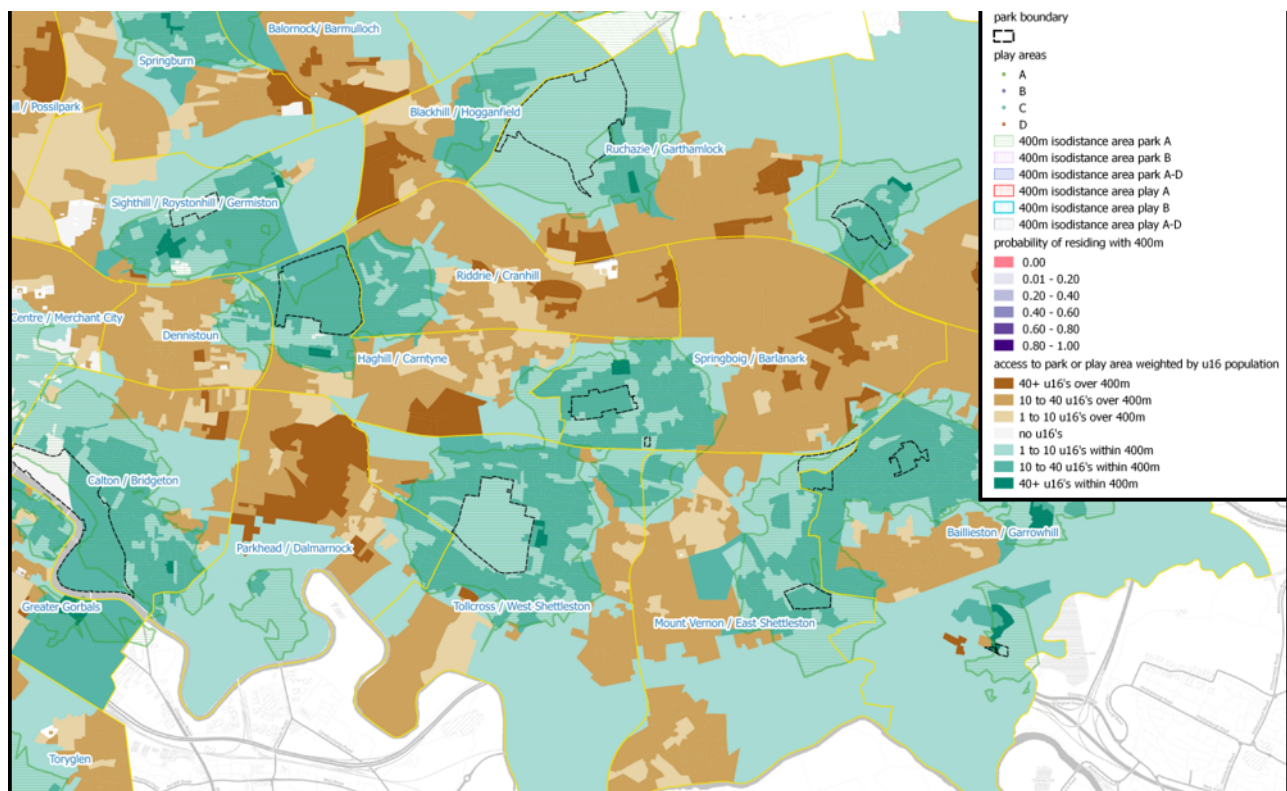 park boundary
play areas
A
B
C
D
400m isodistance area park A
400m isodistance area park B
400m isodistance area park A-D
400m isodistance area play A
400m isodistance area play B
400m isodistance area play A-D
probability of residing with 400m
0.00
0.01 - 0.20
0.20 - 0.40
0.40 - 0.60
0.60 - 0.80
0.80 - 1.00
access to park or play area weighted by u16 population
40+ u16's over 400m
10 to 40 u16's over 400m
1 to 10 u16's over 400m
no u16's
1 to 10 u16's within 400m
10 to 40 u16's within 400m
40+ u16's within 400m
Balornock / Barmulloch
Springburn
ill / Possilpark
Blackhill / Hogganfield
Ruchazie / Garthamlock
Sighthill / Roystonhill / Germiston
Riddrie / Cranhill
Centre / Merchant City
Dennistoun
Haghill / Carntyne
Springboig / Barlanark
Calton / Bridgeton
Parkhead / Dalmarnock
Baillieston / Garrowhill
Greater Gorbals
Tollcross / West Shettleston
Mount Vernon / East Shettleston
Toryglen